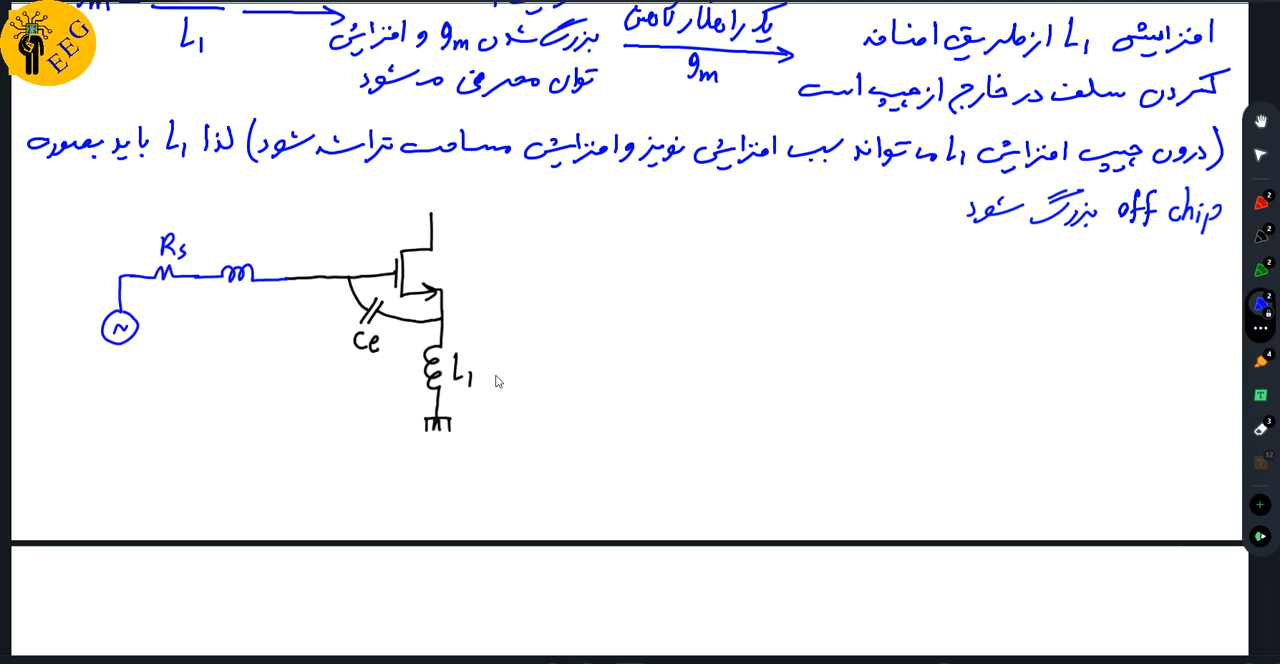 L₁
بزرگ شدن gm و افزایش
توان مصرفی می شود
یک راهکار کاهش
gm
افزایش L₁ از طریق اضافه
کردن سلف در خارج از چیپ است
(درون چیپ افزایش L₁ می تواند سبب افزایش نویز و افزایش مساحت تراشه شود) لذا L₁ باید بصورت
off chip بزرگ شود
Rs
Ce
L₁
EEG